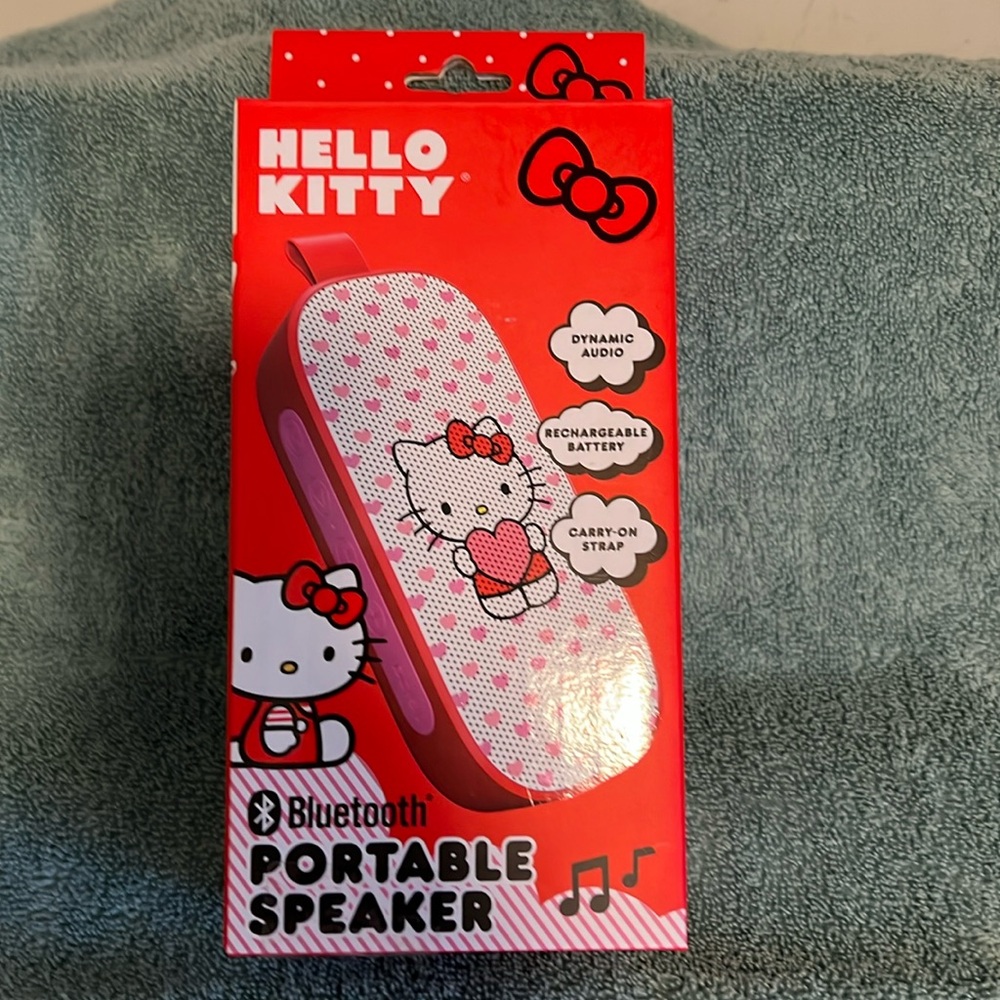 HELLO
KITTY®
DYNAMIC
AUDIO
RECHARGEABLE
BATTERY
CARRY-ON
STRAP
Bluetooth®
PORTABLE
SPEAKER